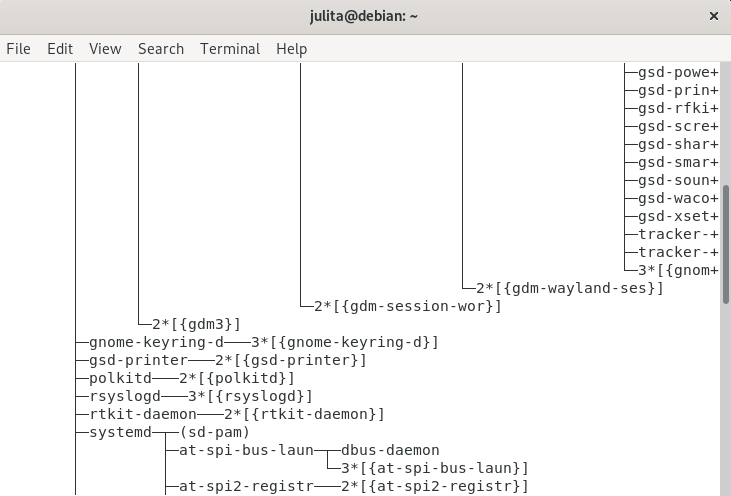 julita@debian: ~
File Edit View Search Terminal Help
├─gsd-powe+
├─gsd-prin+
├─gsd-rfki+
├─gsd-scre+
├─gsd-shar+
├─gsd-smar+
├─gsd-soun+
├─gsd-waco+
├─gsd-xset+
├─tracker-+
├─tracker-+
└─3*[{gnom+
└─2*[{gdm-wayland-ses}]
└─2*[{gdm-session-wor}]
└─2*[{gdm3}]
├─gnome-keyring-d───3*[{gnome-keyring-d}]
├─gsd-printer───2*[{gsd-printer}]
├─polkitd───2*[{polkitd}]
├─rsyslogd───3*[{rsyslogd}]
├─rtkit-daemon───2*[{rtkit-daemon}]
├─systemd─┬─(sd-pam)
├─at-spi-bus-laun─┬─dbus-daemon
└─3*[{at-spi-bus-laun}]
├─at-spi2-registr───2*[{at-spi2-registr}]